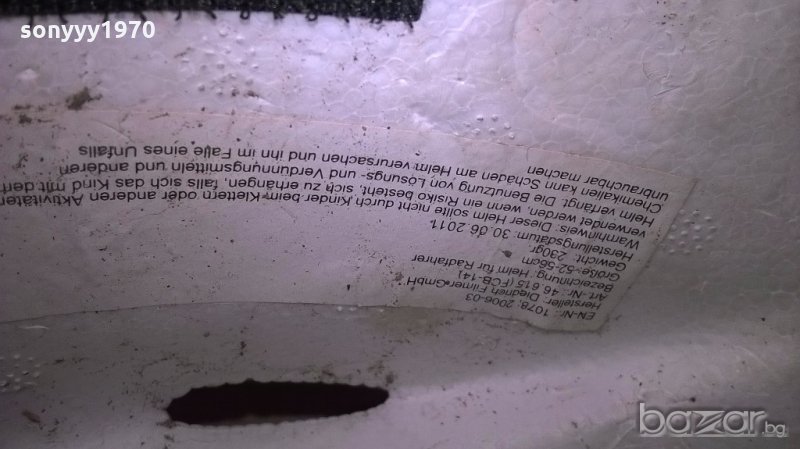 sonyyy1970
EN-Nr.: 1078: 2006-03
Hersteller: Diedrich Filmer GmbH
Art.-Nr.: 46.615 (FCB-14)
Bezeichnung: Helm für Radfahrer
Größe: 52-56cm
Gewicht: 230gr
Herstellungsdatum: 30.06.2011
Warnhinweis: Dieser Helm sollte nicht durch Kinder beim Klettern oder anderen Aktivitäten
verwendet werden, wenn ein Risiko besteht, sich zu erhängen, falls sich das Kind mit dem
Helm verfängt. Die Benutzung von Lösungs- und Verdünnungsmitteln und anderen
Chemikalien kann Schäden am Helm verursachen und ihn im Falle eines Unfalls
unbrauchbar machen
bazar.bg